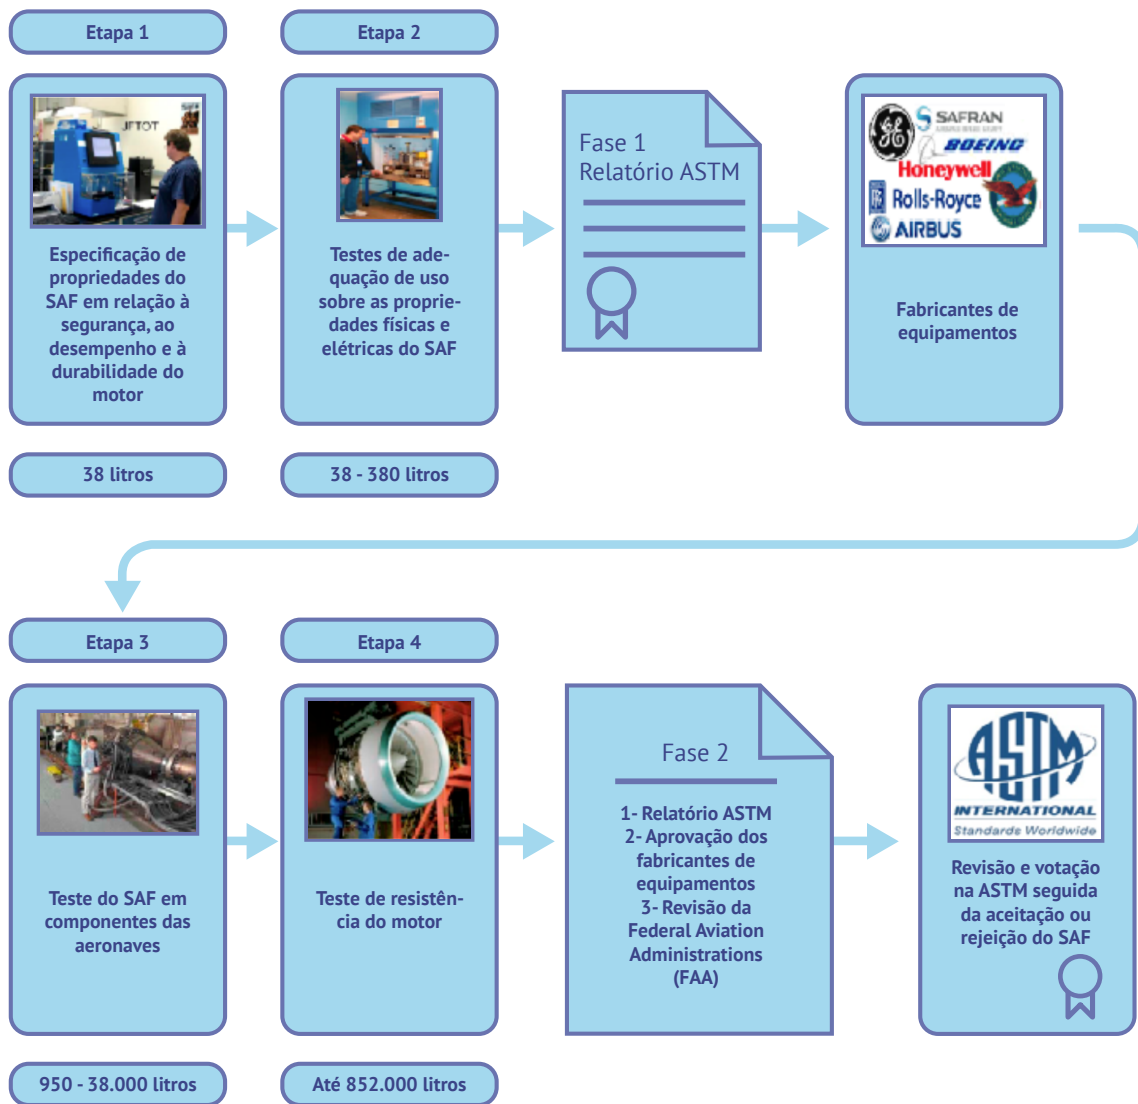 Etapa 1
Etapa 2
JFTOT
Especificação de
propriedades do
SAF em relação à
segurança, ao
desempenho e à
durabilidade do
motor
Testes de ade-
quação de uso
sobre as proprie-
dades físicas e
elétricas do SAF
Fase 1
Relatório ASTM
GE
SAFRAN
BOEING
Honeywell
Rolls-Royce
AIRBUS
Fabricantes de
equipamentos
38 litros
38 - 380 litros
Etapa 3
Etapa 4
Teste do SAF em
componentes das
aeronaves
Teste de resistên-
cia do motor
Fase 2
1- Relatório ASTM
2- Aprovação dos
fabricantes de
equipamentos
3- Revisão da
Federal Aviation
Administrations
(FAA)
ASTM
INTERNATIONAL
Standards Worldwide
Revisão e votação
na ASTM seguida
da aceitação ou
rejeição do SAF
950 - 38.000 litros
Até 852.000 litros